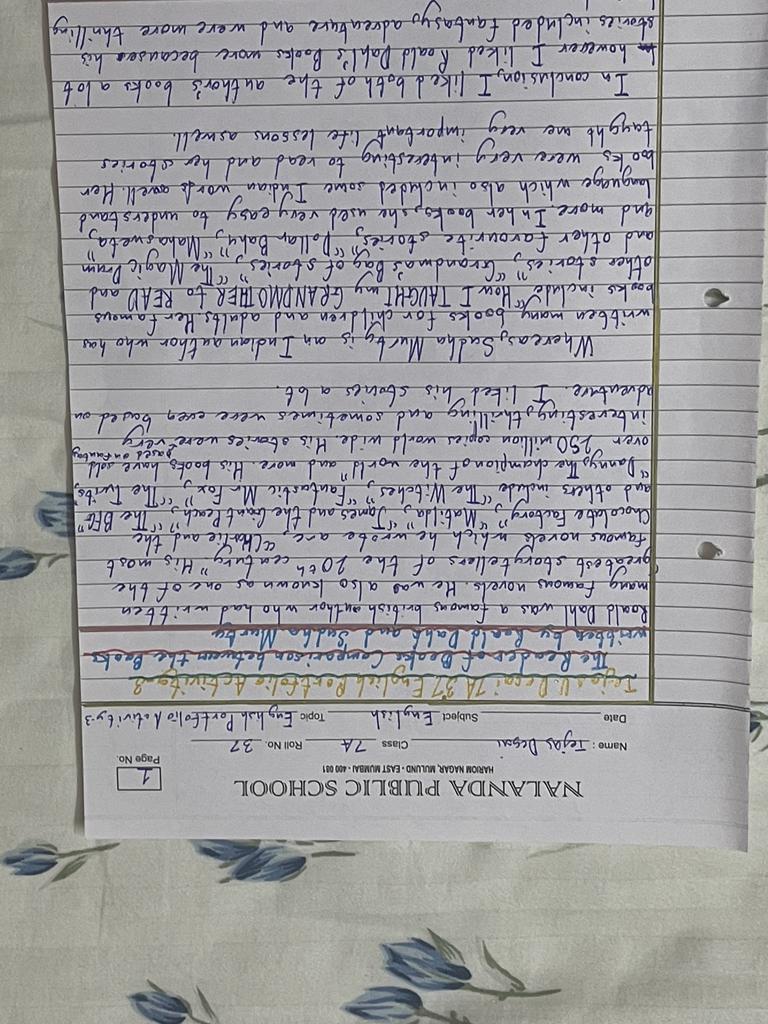 NALANDA PUBLIC SCHOOL
HARIOM NAGAR, MULUND - EAST MUMBAI - 400 081
1
Page No.
Name : Tejas Desai Class 7A Roll No. 37
Date Subject English Topic English Portfolio Activity-3
Tejas V. Desai 7A 37 English Portfolio Activity-3
The Reader of Books Comparison between the Books
written by Roald Dahl and Sudha Murty
Roald Dahl was a famous british author who had written
many famous novels. He was also known as one of the
"greatest storytellers of the 20th century." His most
famous novels which he wrote are, "Charlie and the
Chocolate Factory", "Matilda", "James and the Giant Peach", "The BFG"
and others include "The Witches", "Fantastic Mr Fox", "The Twits,
"Danny, The champion of the world" and more. His books have sold
based on fantasy
over 250 million copies world wide. His stories were very
interesting, thrilling and sometimes were even based on
adventure. I liked his stories a lot.
Whereas, Sudha Murty is an Indian author who has
written many books for children and adults. Her famous
books include "How I TAUGHT my GRANDMOTHER to READ and
other stories", "Grandma's Bag of stories", "The Magic Drum
and other favourite stories", "Dollar Bahu", "Mahasweta",
and more. In her books, she used very easy to understand
language which also included some Indian words aswell. Her
books were very interesting to read and her stories
taught me very important life lessons aswell.
In conclusion, I liked both of the author's books a lot
however I liked Roald Dahl's Books more because his
stories included fantasy, adventure and were more thrilling